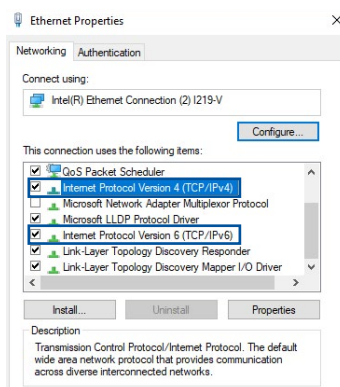 Ethernet Properties
Networking Authentication
Connect using:
Intel(R) Ethernet Connection (2) I219-V
Configure...
This connection uses the following items:
QoS Packet Scheduler
Internet Protocol Version 4 (TCP/IPv4)
Microsoft Network Adapter Multiplexor Protocol
Microsoft LLDP Protocol Driver
Internet Protocol Version 6 (TCP/IPv6)
Link-Layer Topology Discovery Responder
Link-Layer Topology Discovery Mapper I/O Driver
Install... Uninstall Properties
Description
Transmission Control Protocol/Internet Protocol. The default
wide area network protocol that provides communication
across diverse interconnected networks.